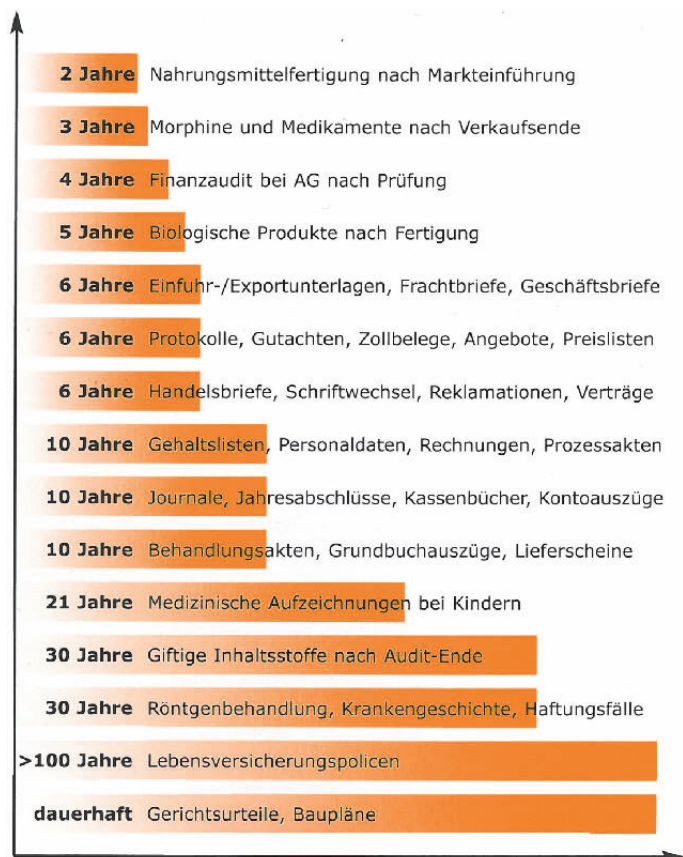 2 Jahre Nahrungsmittelfertigung nach Markteinführung
3 Jahre Morphine und Medikamente nach Verkaufsende
4 Jahre Finanzaudit bei AG nach Prüfung
5 Jahre Biologische Produkte nach Fertigung
6 Jahre Einfuhr-/Exportunterlagen, Frachtbriefe, Geschäftsbriefe
6 Jahre Protokolle, Gutachten, Zollbelege, Angebote, Preislisten
6 Jahre Handelsbriefe, Schriftwechsel, Reklamationen, Verträge
10 Jahre Gehaltslisten, Personaldaten, Rechnungen, Prozessakten
10 Jahre Journale, Jahresabschlüsse, Kassenbücher, Kontoauszüge
10 Jahre Behandlungsakten, Grundbuchauszüge, Lieferscheine
21 Jahre Medizinische Aufzeichnungen bei Kindern
30 Jahre Giftige Inhaltsstoffe nach Audit-Ende
30 Jahre Röntgenbehandlung, Krankengeschichte, Haftungsfälle
>100 Jahre Lebensversicherungspolicen
dauerhaft Gerichtsurteile, Baupläne